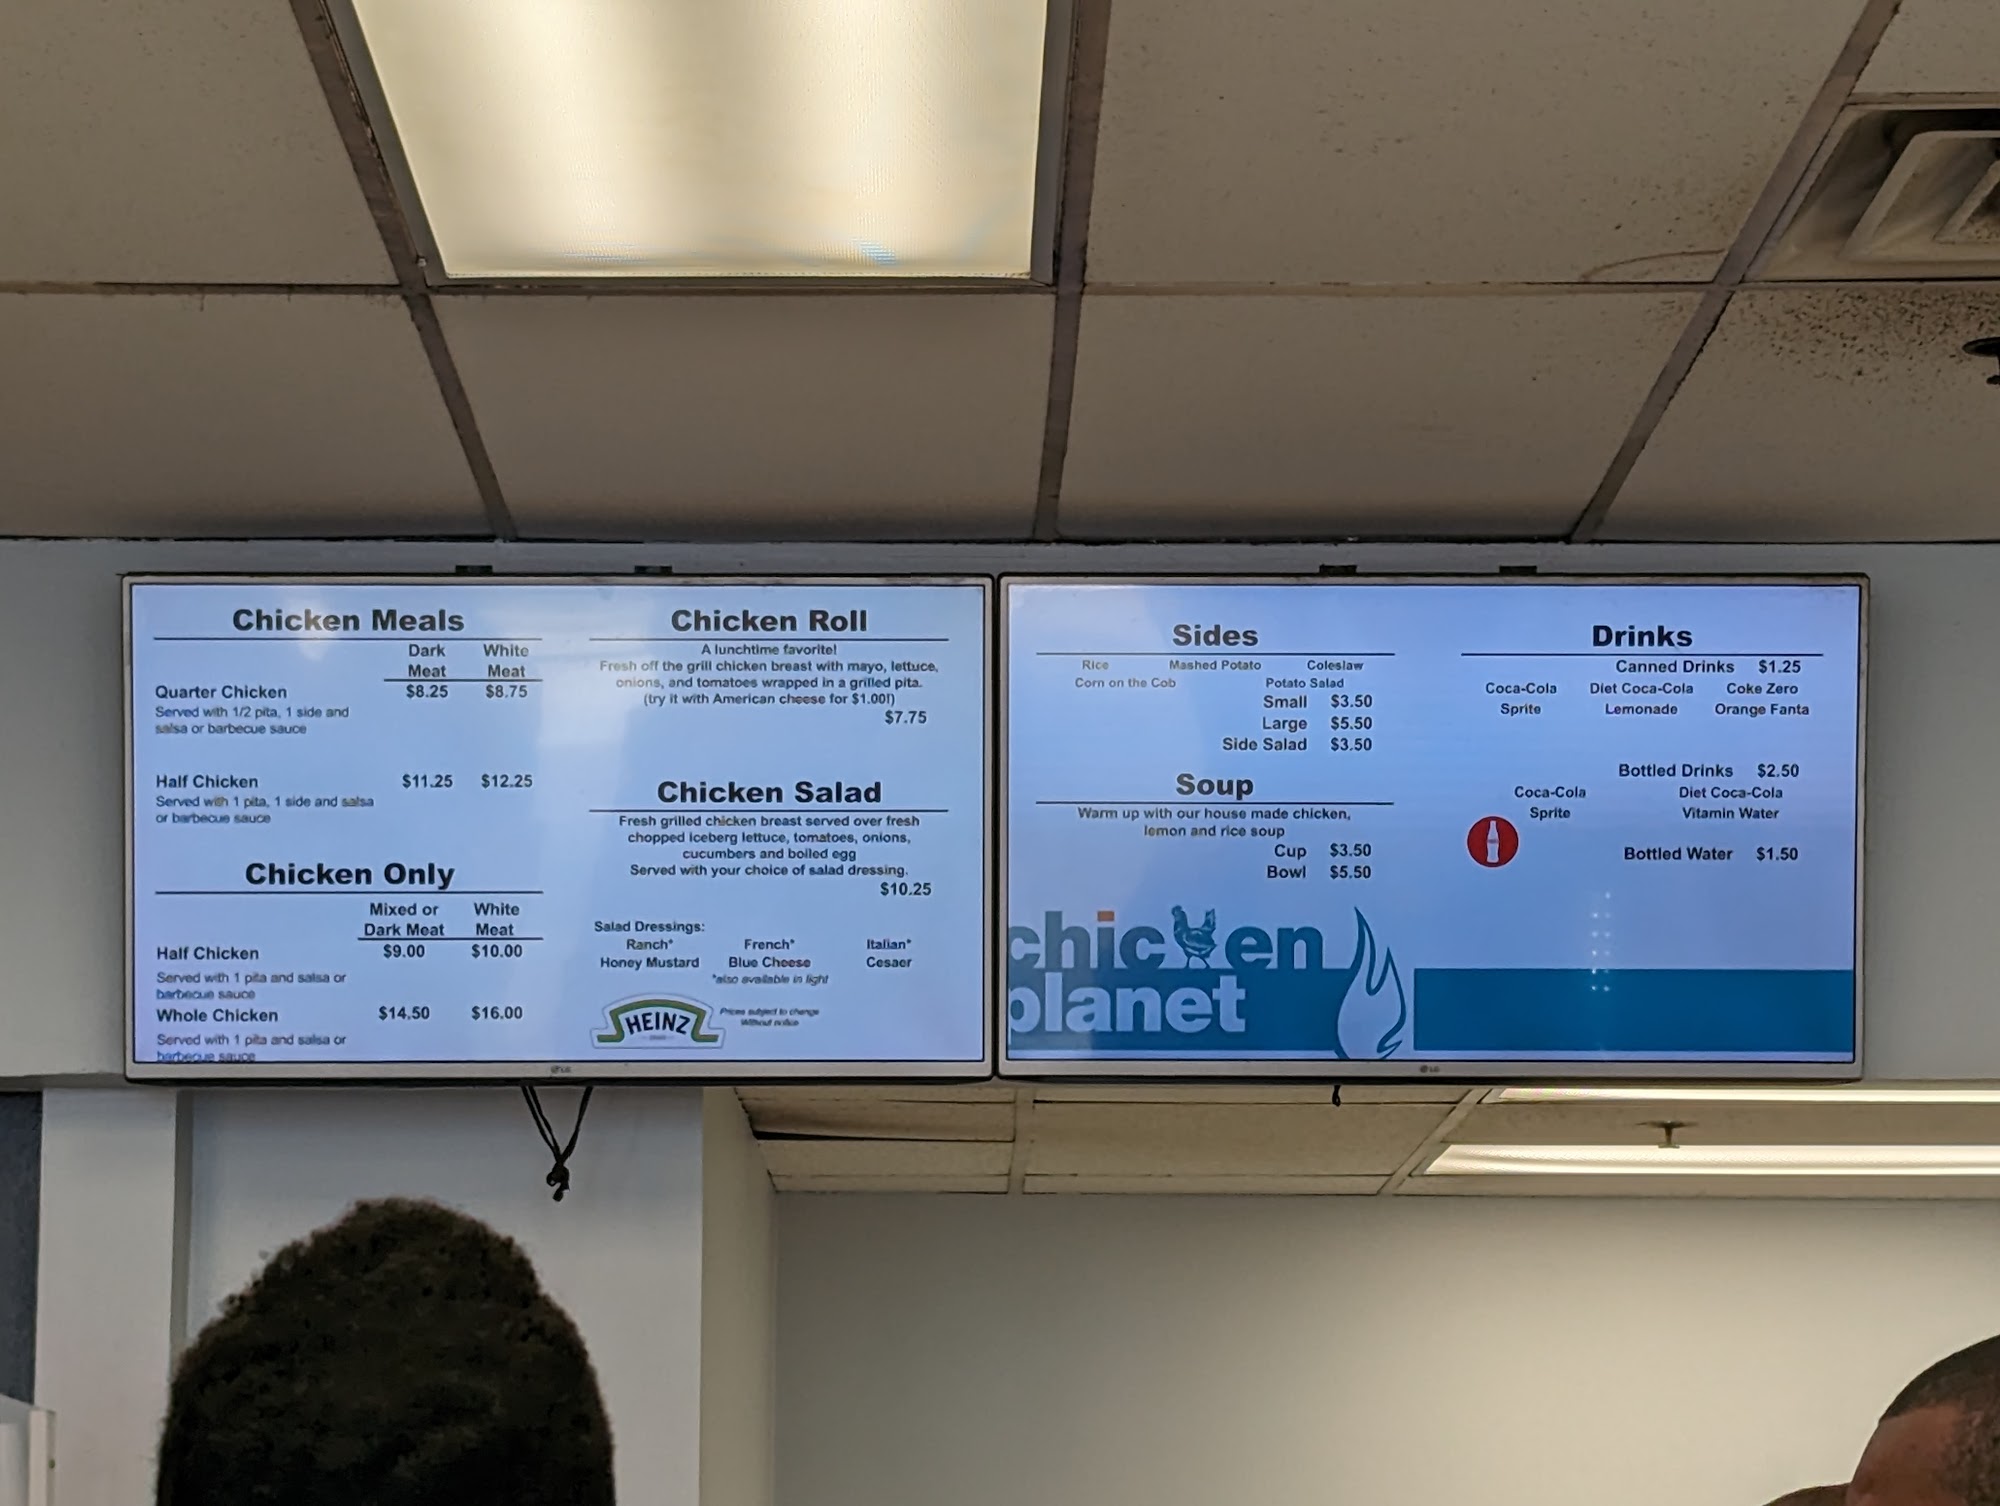 Chicken Meals
Dark White
Meat Meat
Quarter Chicken $8.25 $8.75
Served with 1/2 pita, 1 side and
salsa or barbecue sauce
Half Chicken $11.25 $12.25
Served with 1 pita, 1 side and salsa
or barbecue sauce
Chicken Only
Mixed or White
Dark Meat Meat
Half Chicken $9.00 $10.00
Served with 1 pita and salsa or
barbecue sauce
Whole Chicken $14.50 $16.00
Served with 1 pita and salsa or
barbecue sauce
Chicken Roll
A lunchtime favorite!
Fresh off the grill chicken breast with mayo, lettuce,
onions, and tomatoes wrapped in a grilled pita.
(try it with American cheese for $1.00!)
$7.75
Chicken Salad
Fresh grilled chicken breast served over fresh
chopped iceberg lettuce, tomatoes, onions,
cucumbers and boiled egg
Served with your choice of salad dressing.
$10.25
Salad Dressings:
Ranch* French* Italian*
Honey Mustard Blue Cheese Cesaer
*also available in light
HEINZ
Prices subject to change
Without notice
LG
Sides
Rice Mashed Potato Coleslaw
Corn on the Cob Potato Salad
Small $3.50
Large $5.50
Side Salad $3.50
Soup
Warm up with our house made chicken,
lemon and rice soup
Cup $3.50
Bowl $5.50
chicken
planet
Drinks
Canned Drinks $1.25
Coca-Cola Diet Coca-Cola Coke Zero
Sprite Lemonade Orange Fanta
Bottled Drinks $2.50
Coca-Cola Diet Coca-Cola
Sprite Vitamin Water
Bottled Water $1.50
LG